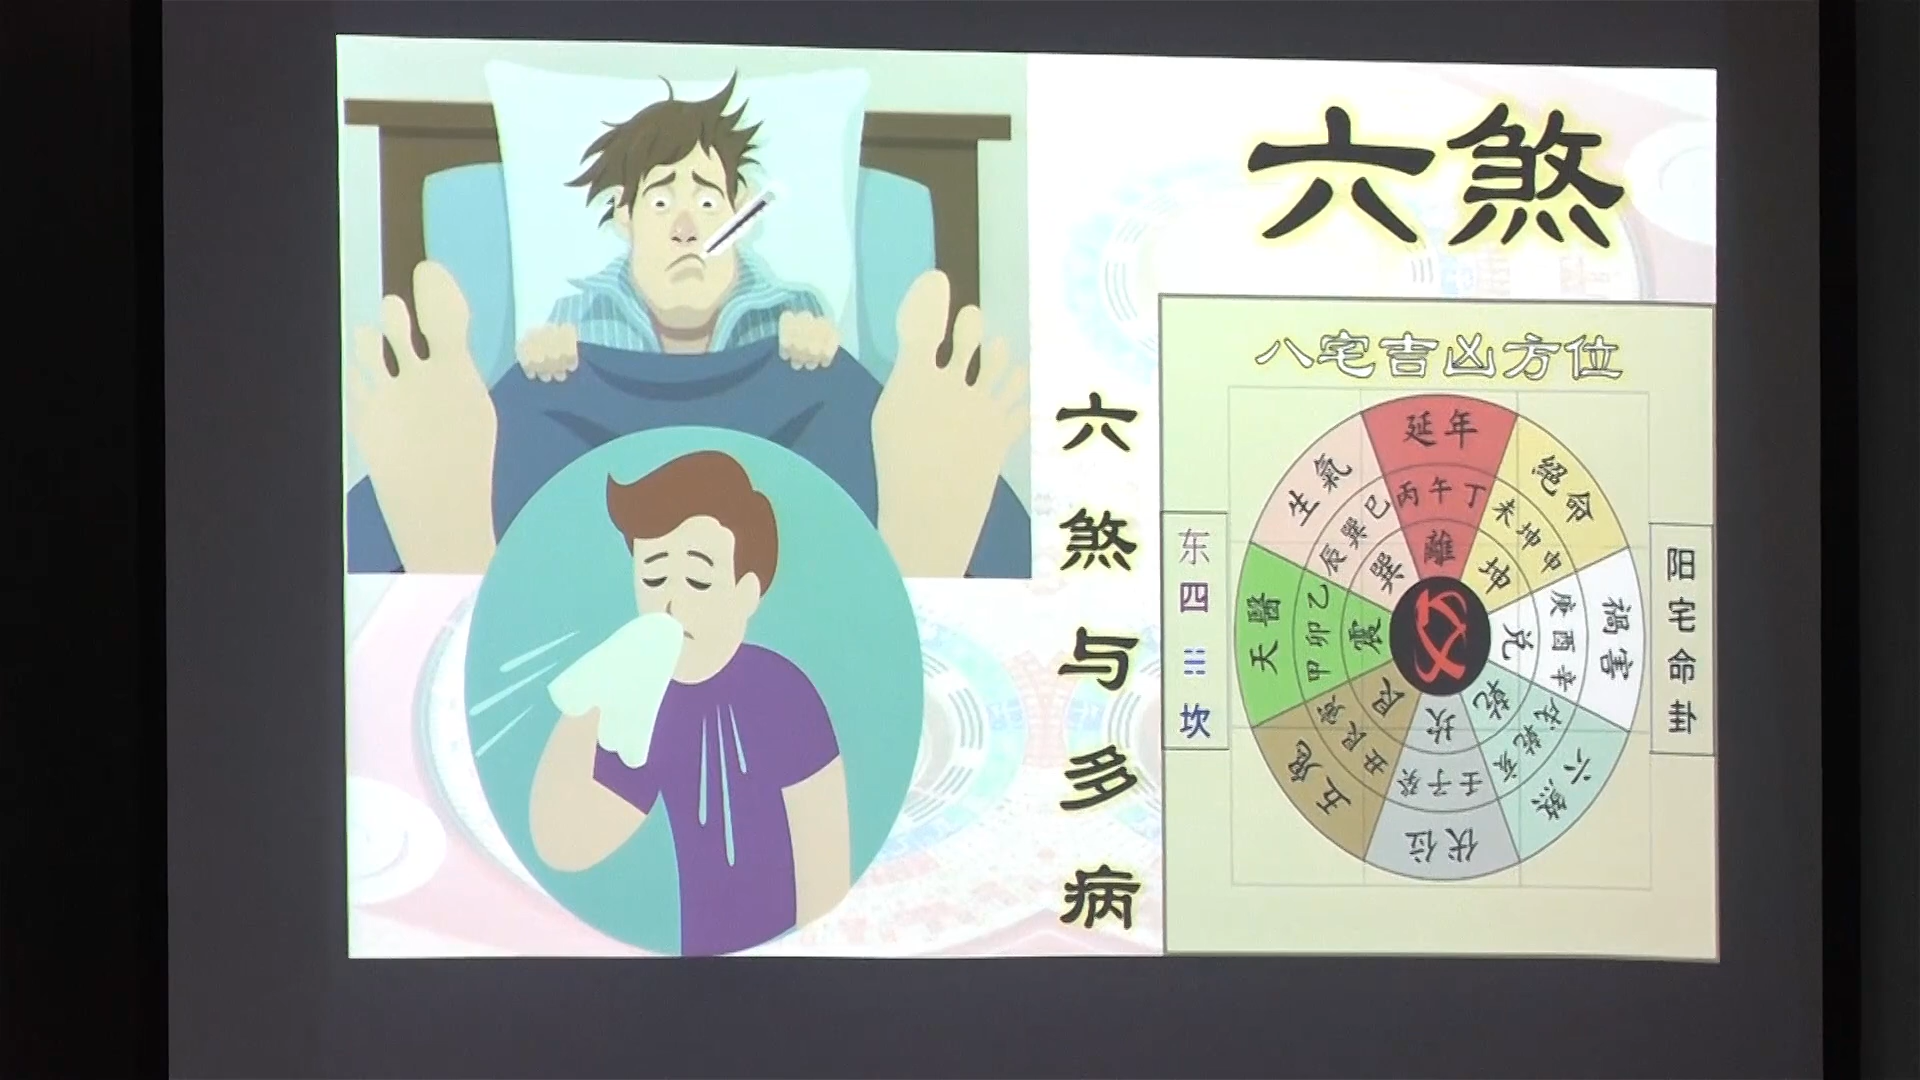 六煞
六煞与多病
八宅吉凶方位
东四☵坎
阳宅命卦
延年
丙午丁
離
絕命
未坤申
坤
禍害
庚酉辛
兑
六煞
戌乾亥
乾
伏位
壬子癸
坎
五鬼
丑艮寅
艮
天醫
甲卯乙
震
生氣
辰巽巳
巽